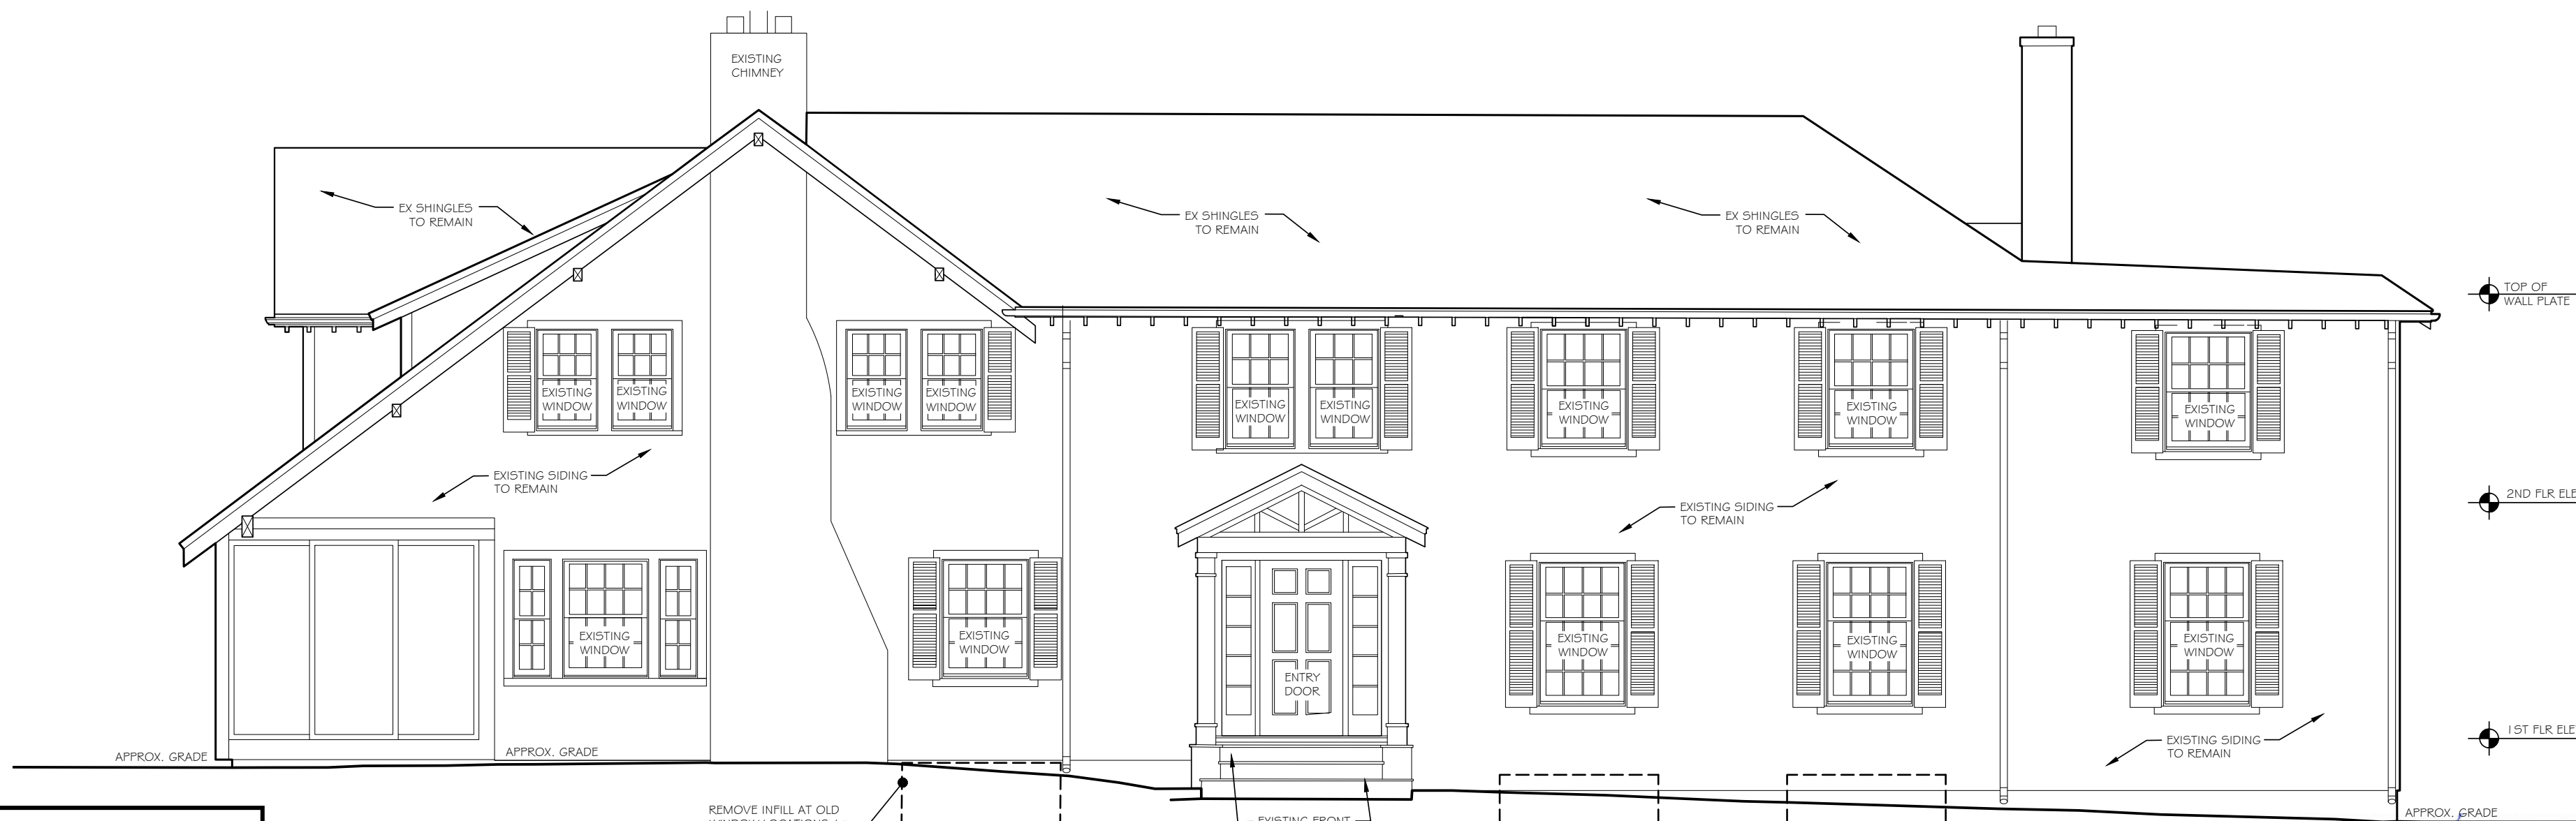 EXISTING
CHIMNEY
EX SHINGLES
TO REMAIN
EX SHINGLES
TO REMAIN
EX SHINGLES
TO REMAIN
TOP OF
WALL PLATE
EXISTING
WINDOW
EXISTING
WINDOW
EXISTING
WINDOW
EXISTING
WINDOW
EXISTING
WINDOW
EXISTING
WINDOW
EXISTING
WINDOW
EXISTING
WINDOW
EXISTING
WINDOW
EXISTING SIDING
TO REMAIN
EXISTING SIDING
TO REMAIN
2ND FLR ELE
EXISTING
WINDOW
EXISTING
WINDOW
ENTRY
DOOR
EXISTING
WINDOW
EXISTING
WINDOW
EXISTING
WINDOW
1ST FLR ELE
EXISTING SIDING
TO REMAIN
APPROX. GRADE
APPROX. GRADE
REMOVE INFILL AT OLD
WINDOW LOCATIONS
EXISTING FRONT
APPROX. GRADE